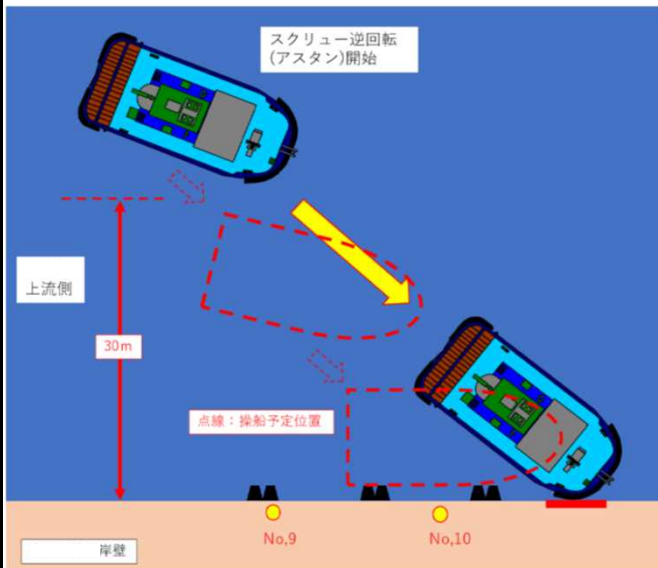 スクリュー逆回転
(アスタン)開始
上流側
30m
点線：操船予定位置
No,9
No,10
岸壁